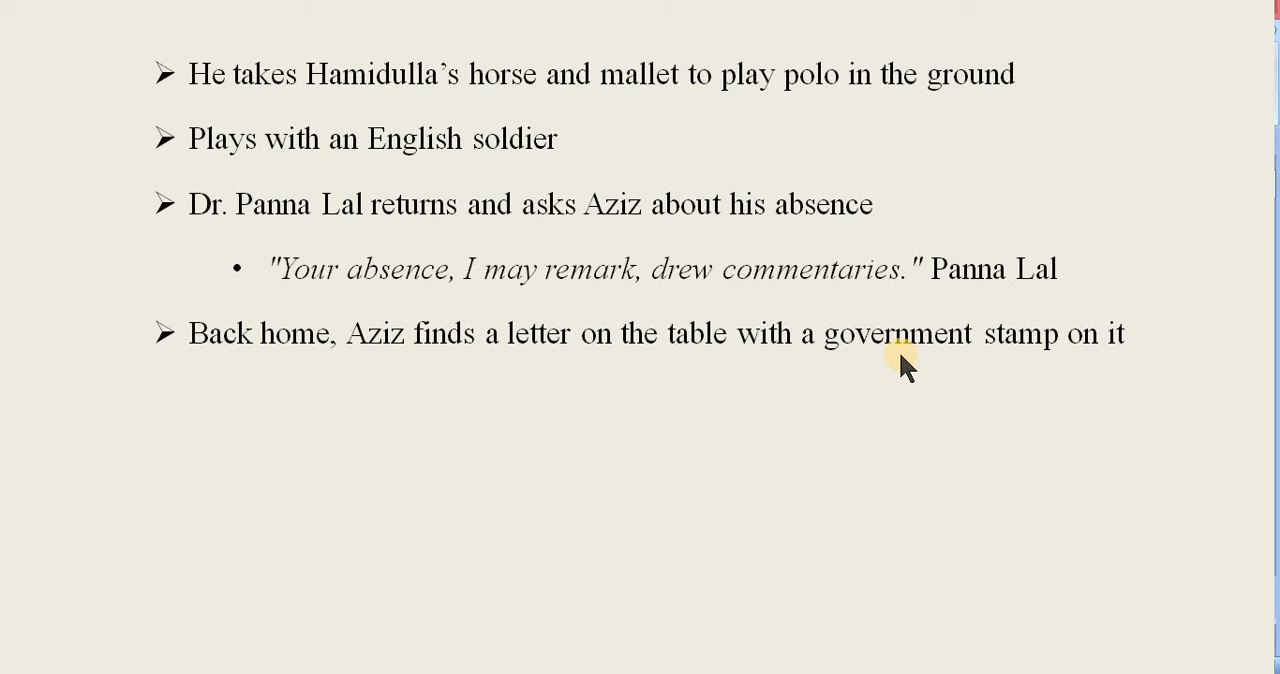 ➢ He takes Hamidulla’s horse and mallet to play polo in the ground
➢ Plays with an English soldier
➢ Dr. Panna Lal returns and asks Aziz about his absence
• "Your absence, I may remark, drew commentaries." Panna Lal
➢ Back home, Aziz finds a letter on the table with a government stamp on it